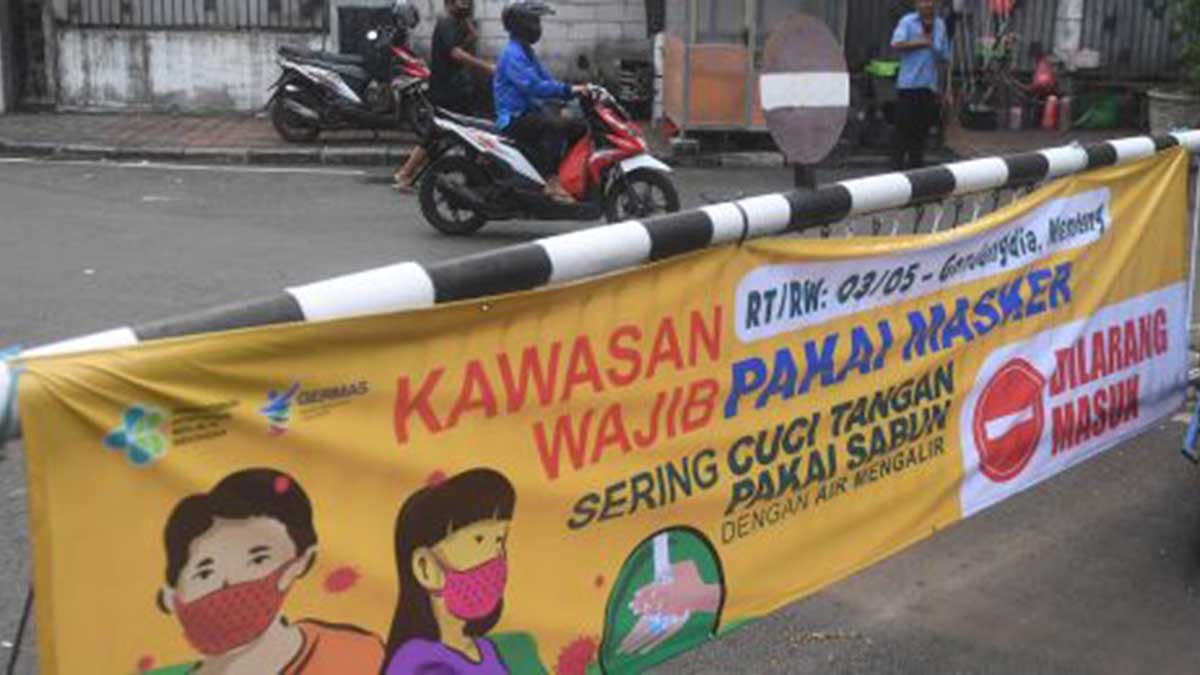 RT/RW: 03/05 - Gondangdia, Menteng
KAWASAN
WAJIB PAKAI MASKER
SERING CUCI TANGAN
PAKAI SABUN
DENGAN AIR MENGALIR
DILARANG
MASUK
GERMAS